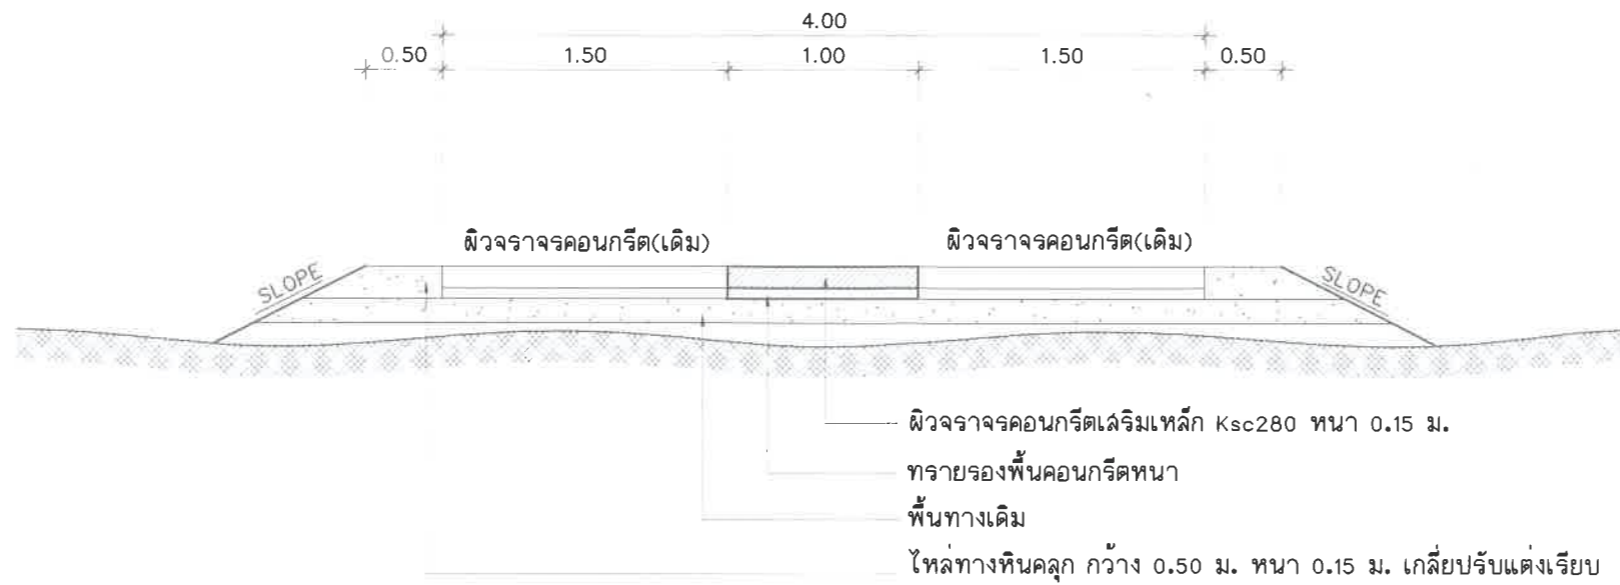 4.00
0.50 1.50 1.00 1.50 0.50
ผิวจราจรคอนกรีต(เดิม) ผิวจราจรคอนกรีต(เดิม)
SLOPE SLOPE
ผิวจราจรคอนกรีตเสริมเหล็ก Ksc280 หนา 0.15 ม.
ทรายรองพื้นคอนกรีตหนา
พื้นทางเดิม
ไหล่ทางหินคลุก กว้าง 0.50 ม. หนา 0.15 ม. เกลี่ยปรับแต่งเรียบ